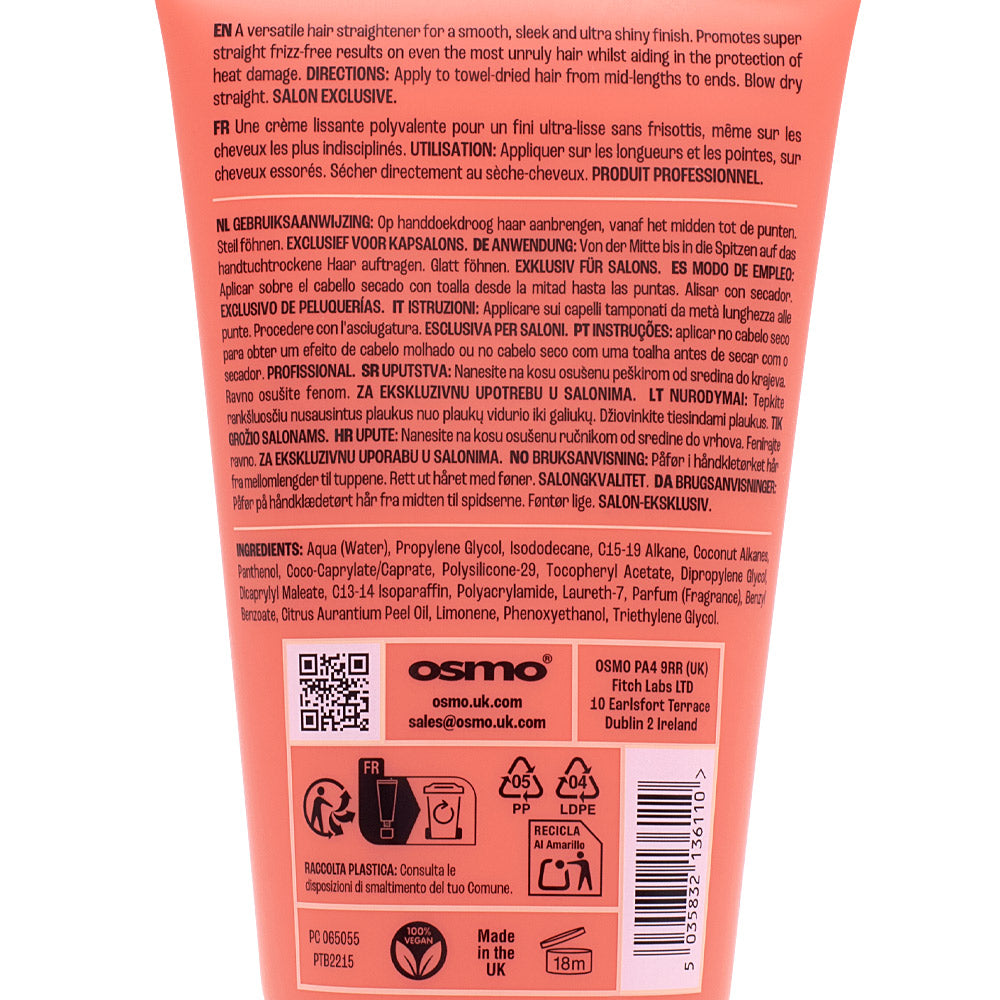 EN A versatile hair straightener for a smooth, sleek and ultra shiny finish. Promotes super
straight frizz-free results on even the most unruly hair whilst aiding in the protection of
heat damage. DIRECTIONS: Apply to towel-dried hair from mid-lengths to ends. Blow dry
straight. SALON EXCLUSIVE.
FR Une crème lissante polyvalente pour un fini ultra-lisse sans frisottis, même sur les
cheveux les plus indisciplinés. UTILISATION: Appliquer sur les longueurs et les pointes, sur
cheveux essorés. Sécher directement au sèche-cheveux. PRODUIT PROFESSIONNEL.
NL GEBRUIKSAANWIJZING: Op handdoekdroog haar aanbrengen, vanaf het midden tot de punten.
Steil föhnen. EXCLUSIEF VOOR KAPSALONS. DE ANWENDUNG: Von der Mitte bis in die Spitzen auf das
handtuchtrockene Haar auftragen. Glatt föhnen. EXKLUSIV FÜR SALONS. ES MODO DE EMPLEO:
Aplicar sobre el cabello secado con toalla desde la mitad hasta las puntas. Alisar con secador.
EXCLUSIVO DE PELUQUERÍAS. IT ISTRUZIONI: Applicare sui capelli tamponati da metà lunghezza alle
punte. Procedere con l'asciugatura. ESCLUSIVA PER SALONI. PT INSTRUÇÕES: aplicar no cabelo seco
para obter um efeito de cabelo molhado ou no cabelo seco com uma toalha antes de secar com o
secador. PROFISSIONAL. SR UPUTSTVA: Nanesite na kosu osušenu peškirom od sredina do krajeva.
Ravno osušite fenom. ZA EKSKLUZIVNU UPOTREBU U SALONIMA. LT NURODYMAI: Tepkite
rankšluosčiu nusausintus plaukus nuo plaukų vidurio iki galiukų. Džiovinkite tiesindami plaukus. TIK
GROŽIO SALONAMS. HR UPUTE: Nanesite na kosu osušenu ručnikom od sredine do vrhova. Fenirajte
ravno. ZA EKSKLUZIVNU UPORABU U SALONIMA. NO BRUKSANVISNING: Påfør i håndkletørket hår
fra mellomlengder til tuppene. Rett ut håret med føner. SALONGKVALITET. DA BRUGSANVISNINGER:
Påfør på håndklædetørt hår fra midten til spidserne. Føntør lige. SALON-EKSKLUSIV.
INGREDIENTS: Aqua (Water), Propylene Glycol, Isododecane, C15-19 Alkane, Coconut Alkanes,
Panthenol, Coco-Caprylate/Caprate, Polysilicone-29, Tocopheryl Acetate, Dipropylene Glycol,
Dicaprylyl Maleate, C13-14 Isoparaffin, Polyacrylamide, Laureth-7, Parfum (Fragrance), Benzyl
Benzoate, Citrus Aurantium Peel Oil, Limonene, Phenoxyethanol, Triethylene Glycol.
osmo®
osmo.uk.com
sales@osmo.uk.com
OSMO PA4 9RR (UK)
Fitch Labs LTD
10 Earlsfort Terrace
Dublin 2 Ireland
FR
05
PP
04
LDPE
RECICLA
Al Amarillo
RACCOLTA PLASTICA: Consulta le
disposizioni di smaltimento del tuo Comune.
5 035832 136110 >
PC 065055
PTB2215
100%
VEGAN
Made
in the
UK
18m